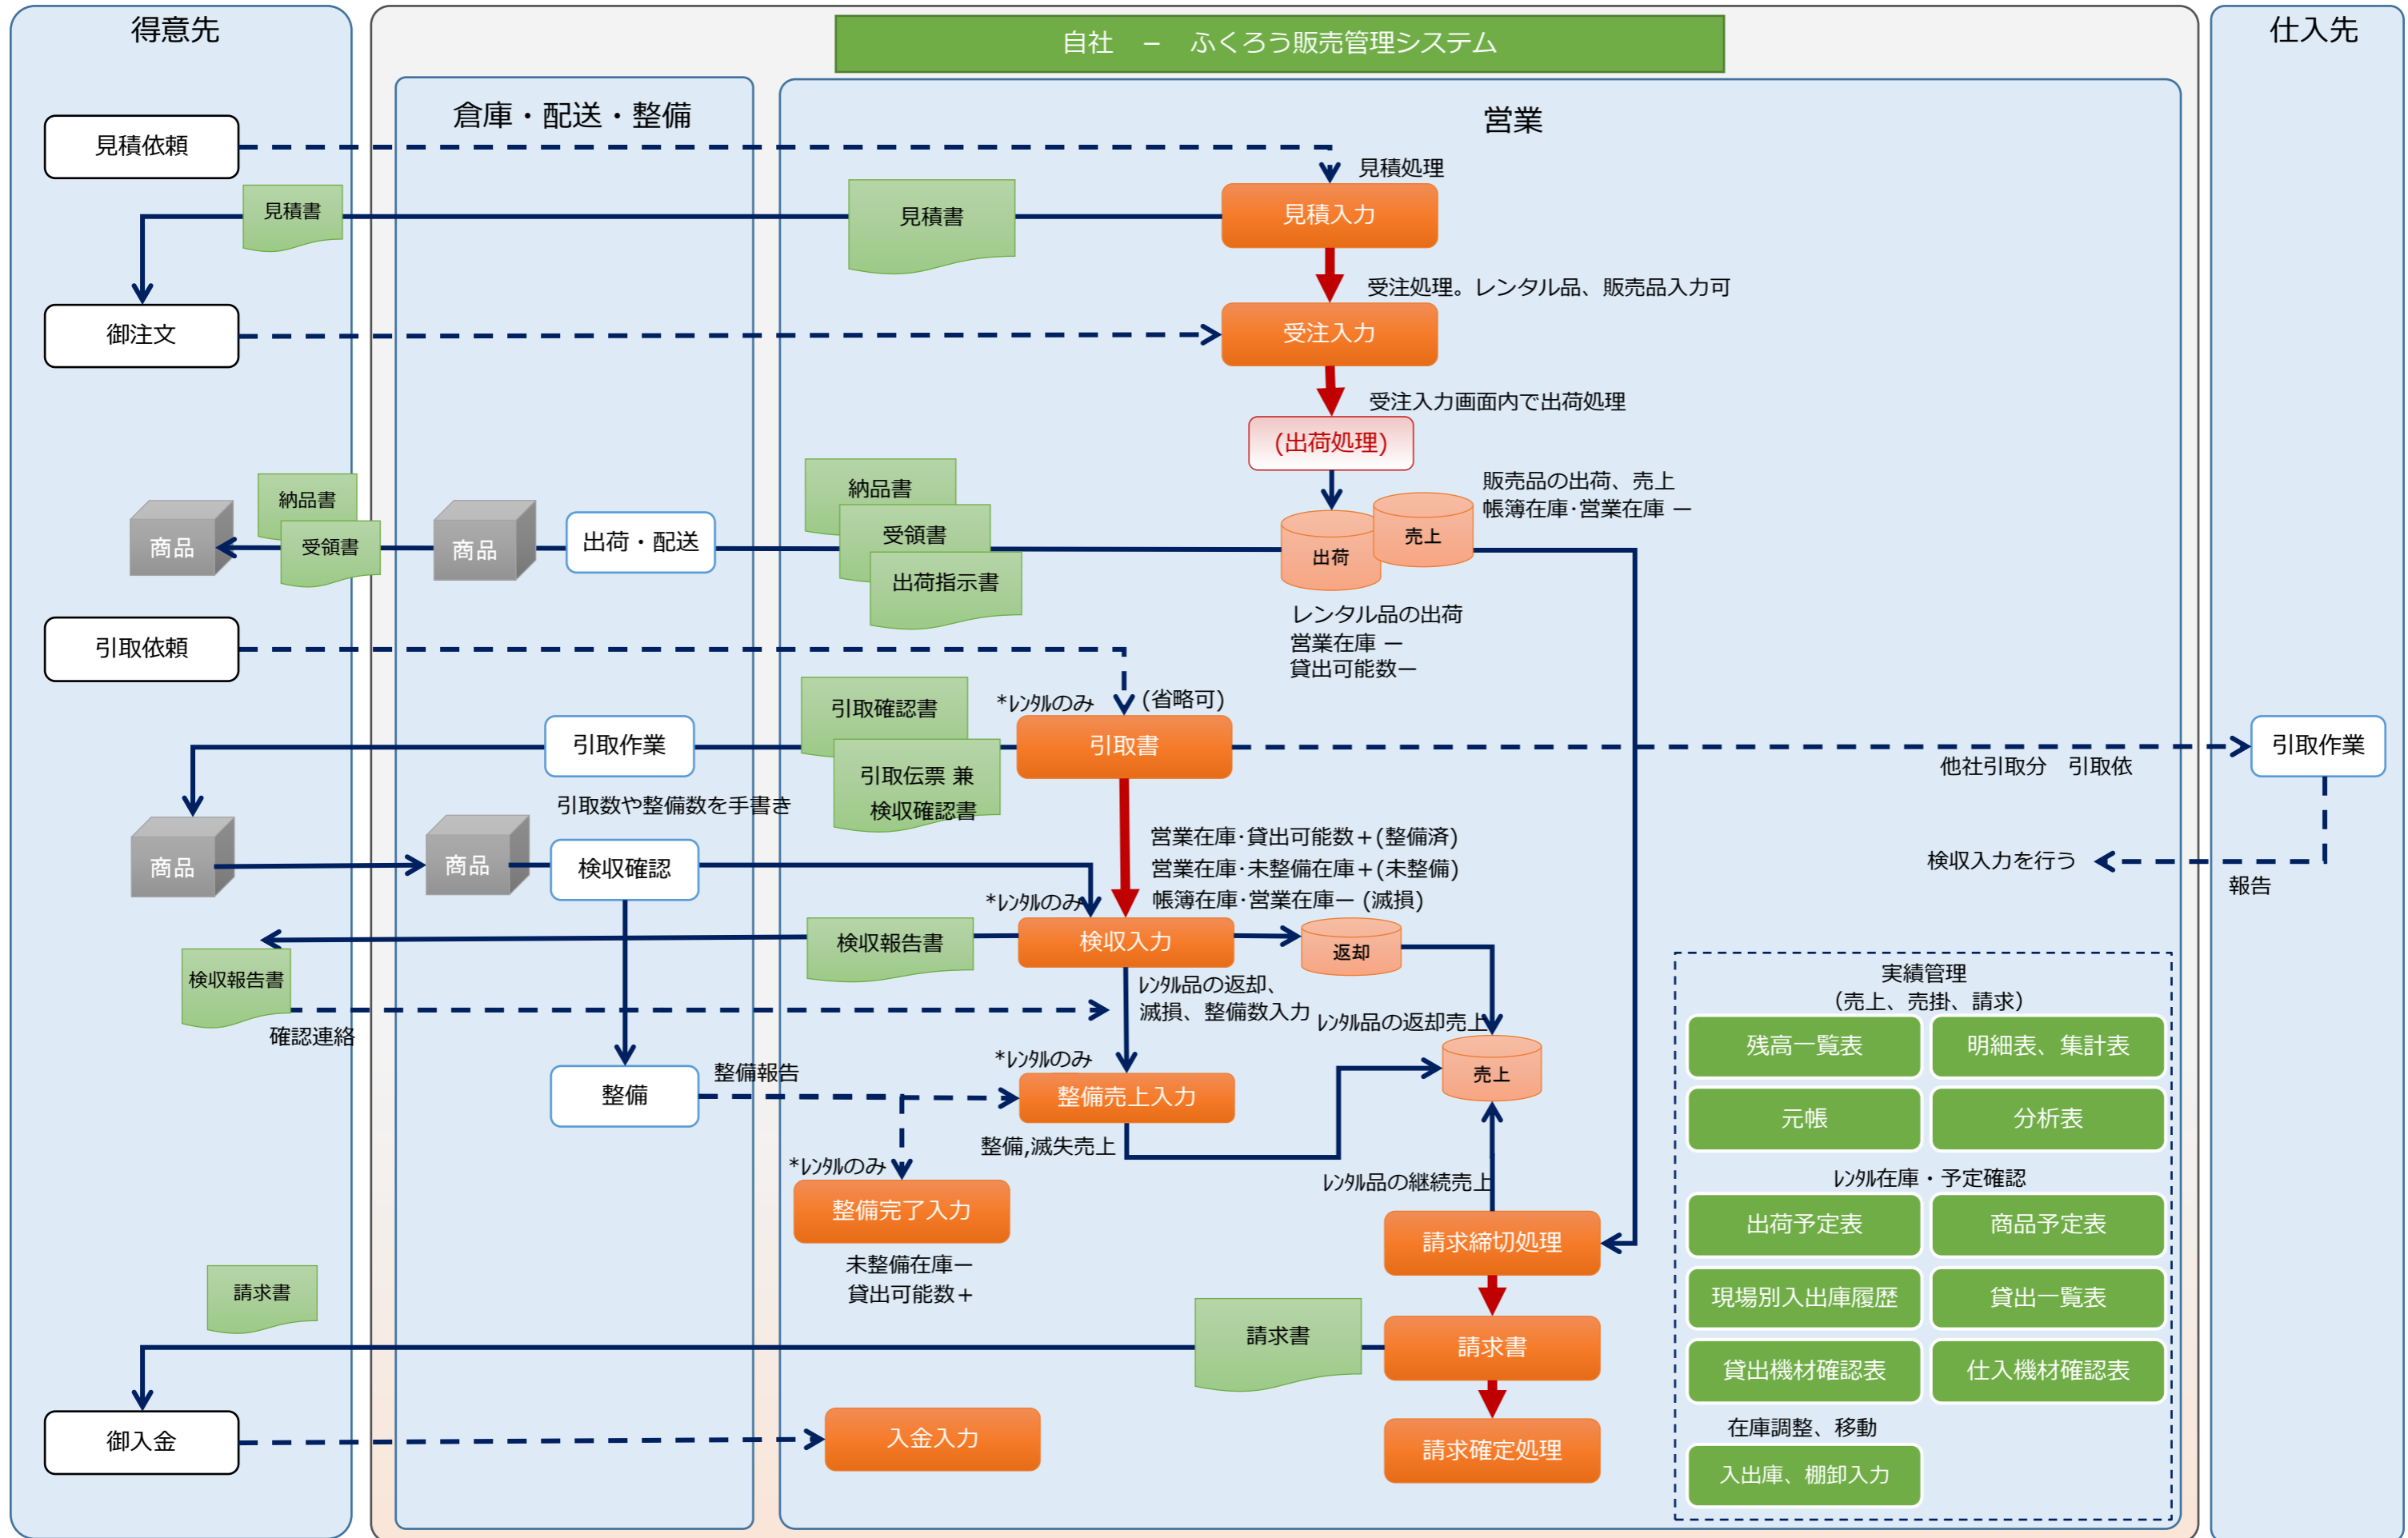 得意先
自社　－　ふくろう販売管理システム
仕入先
倉庫・配送・整備
営業
見積依頼
見積処理
見積書
見積書
見積入力
受注処理。レンタル品、販売品入力可
御注文
受注入力
受注入力画面内で出荷処理
(出荷処理)
販売品の出荷、売上
帳簿在庫･営業在庫 ー
納品書
受領書
商品
商品
出荷・配送
納品書
受領書
出荷指示書
出荷
売上
レンタル品の出荷
営業在庫 ー
貸出可能数ー
引取依頼
*ﾚﾝﾀﾙのみ
(省略可)
引取作業
引取確認書
引取伝票 兼
検収確認書
引取書
引取作業
他社引取分　引取依
引取数や整備数を手書き
商品
商品
検収確認
営業在庫･貸出可能数＋(整備済)
営業在庫･未整備在庫＋(未整備)
帳簿在庫･営業在庫ー (滅損)
検収入力を行う
報告
*ﾚﾝﾀﾙのみ
検収報告書
検収入力
返却
検収報告書
ﾚﾝﾀﾙ品の返却、
滅損、整備数入力
ﾚﾝﾀﾙ品の返却売上
確認連絡
*ﾚﾝﾀﾙのみ
整備
整備報告
整備売上入力
売上
整備,滅失売上
*ﾚﾝﾀﾙのみ
整備完了入力
未整備在庫ー
貸出可能数＋
ﾚﾝﾀﾙ品の継続売上
請求締切処理
請求書
請求書
請求書
御入金
入金入力
請求確定処理
実績管理
（売上、売掛、請求）
残高一覧表
明細表、集計表
元帳
分析表
ﾚﾝﾀﾙ在庫・予定確認
出荷予定表
商品予定表
現場別入出庫履歴
貸出一覧表
貸出機材確認表
仕入機材確認表
在庫調整、移動
入出庫、棚卸入力